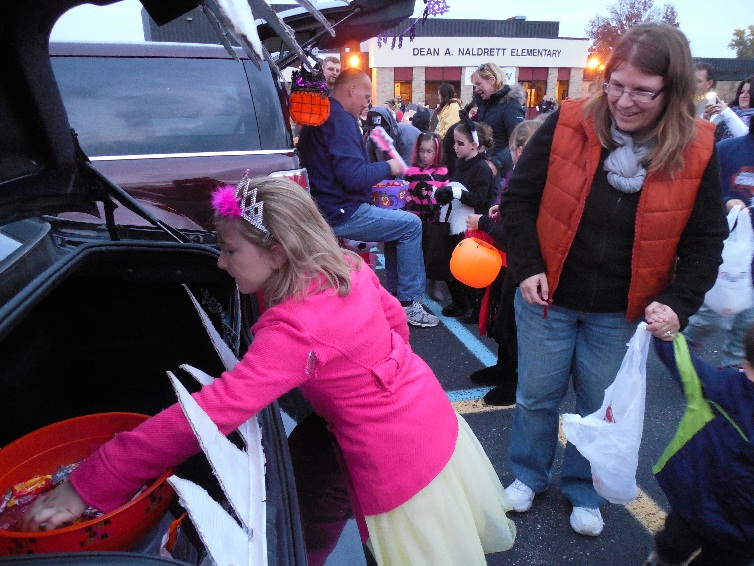 DEAN A. NALDRETT ELEMENTARY